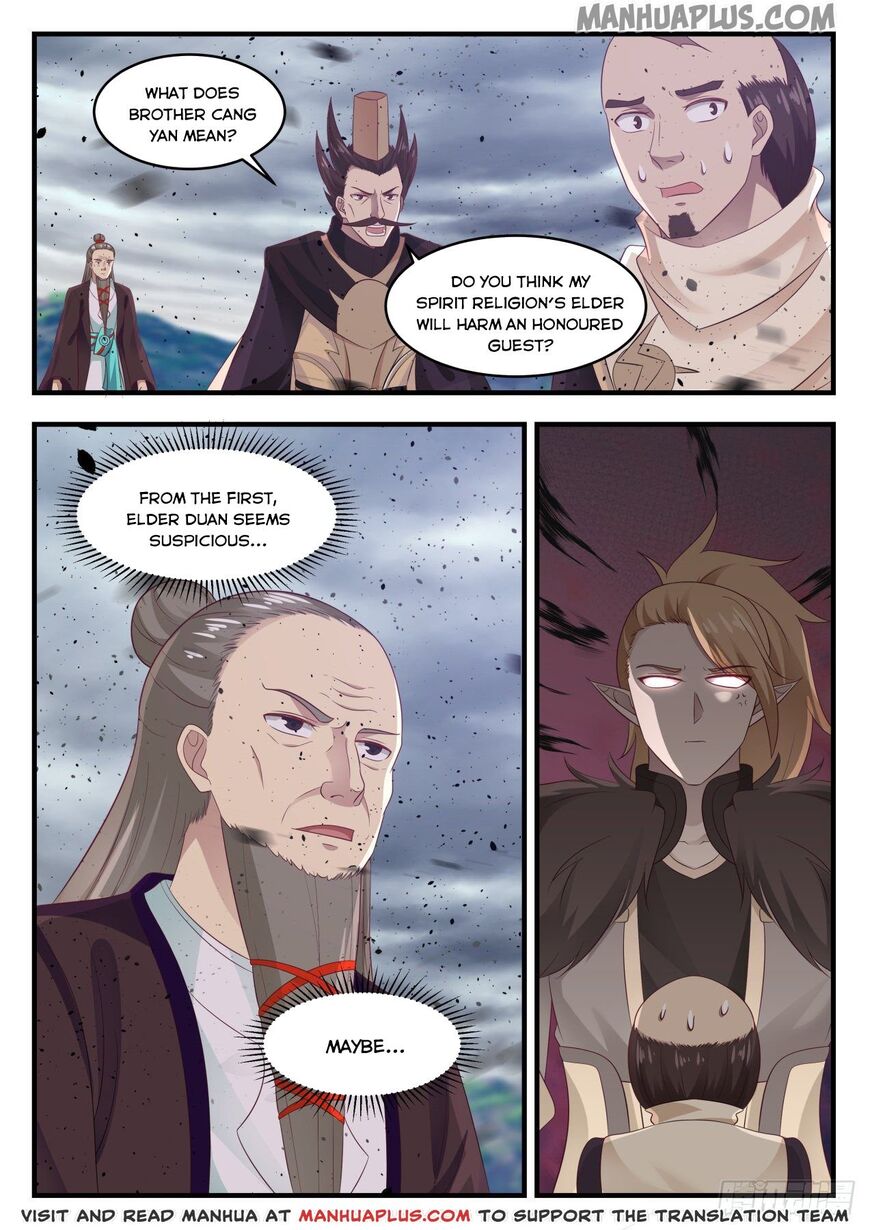 MANHUAPLUS.COM
WHAT DOES
BROTHER CANG
YAN MEAN?
DO YOU THINK MY
SPIRIT RELIGION'S ELDER
WILL HARM AN HONOURED
GUEST?
FROM THE FIRST,
ELDER DUAN SEEMS
SUSPICIOUS...
MAYBE...
VISIT AND READ MANHUA AT MANHUAPLUS.COM TO SUPPORT THE TRANSLATION TEAM